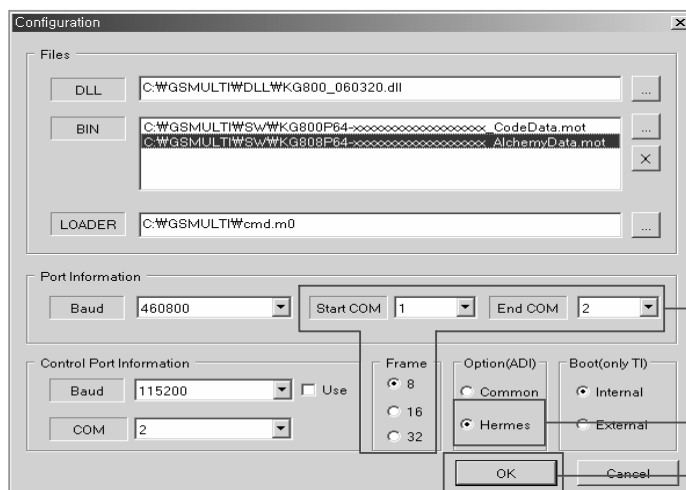 Configuration
Files
DLL
C:₩GSMULTI₩DLL₩KG800_060320.dll
...
BIN
C:₩GSMULTI₩SW₩KG800P64-xxxxxxxxxxxxxxxxxxx_CodeData.mot
C:₩GSMULTI₩SW₩KG808P64-xxxxxxxxxxxxxxxxxxx_AlchemyData.mot
...
X
LOADER
C:₩GSMULTI₩cmd.m0
...
Port Information
Baud 460800 Start COM 1 End COM 2
Control Port Information
Baud 115200 Use
COM 2
Frame
8
16
32
Option(ADI)
Common
Hermes
Boot(only TI)
Internal
External
OK Cancel